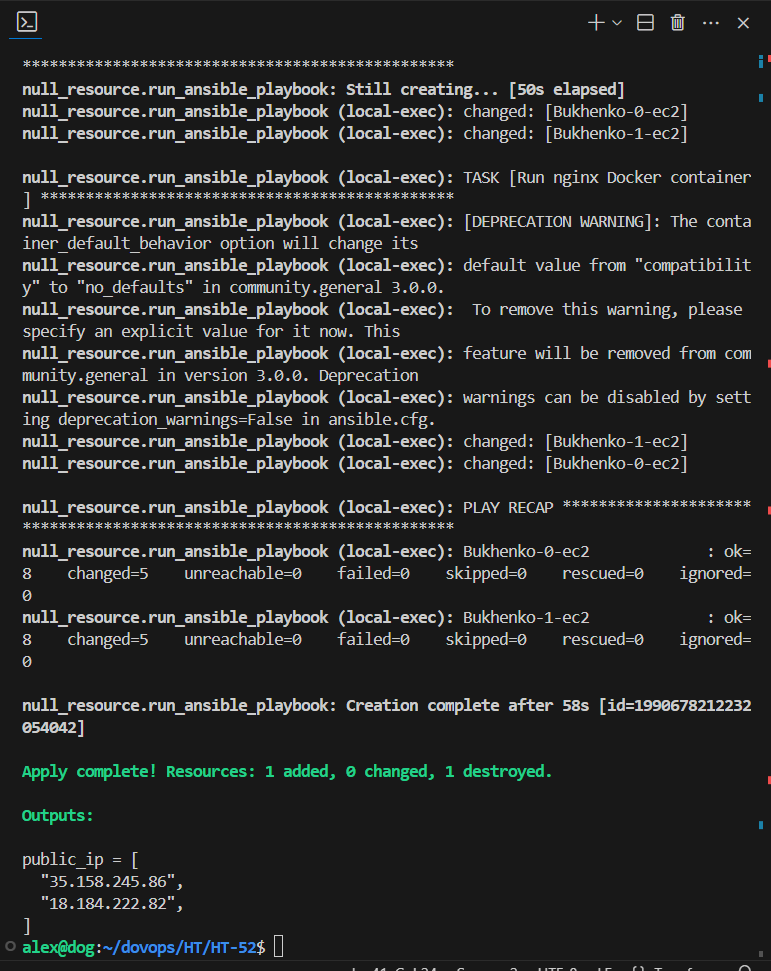 ************************************************
null_resource.run_ansible_playbook: Still creating... [50s elapsed]
null_resource.run_ansible_playbook (local-exec): changed: [Bukhenko-0-ec2]
null_resource.run_ansible_playbook (local-exec): changed: [Bukhenko-1-ec2]
null_resource.run_ansible_playbook (local-exec): TASK [Run nginx Docker container
] **********************************************
null_resource.run_ansible_playbook (local-exec): [DEPRECATION WARNING]: The conta
iner_default_behavior option will change its
null_resource.run_ansible_playbook (local-exec): default value from "compatibilit
y" to "no_defaults" in community.general 3.0.0.
null_resource.run_ansible_playbook (local-exec):  To remove this warning, please
specify an explicit value for it now. This
null_resource.run_ansible_playbook (local-exec): feature will be removed from com
munity.general in version 3.0.0. Deprecation
null_resource.run_ansible_playbook (local-exec): warnings can be disabled by sett
ing deprecation_warnings=False in ansible.cfg.
null_resource.run_ansible_playbook (local-exec): changed: [Bukhenko-1-ec2]
null_resource.run_ansible_playbook (local-exec): changed: [Bukhenko-0-ec2]
null_resource.run_ansible_playbook (local-exec): PLAY RECAP *********************
************************************************
null_resource.run_ansible_playbook (local-exec): Bukhenko-0-ec2             : ok=
8    changed=5    unreachable=0    failed=0    skipped=0    rescued=0    ignored=
0
null_resource.run_ansible_playbook (local-exec): Bukhenko-1-ec2             : ok=
8    changed=5    unreachable=0    failed=0    skipped=0    rescued=0    ignored=
0
null_resource.run_ansible_playbook: Creation complete after 58s [id=1990678212232
054042]
Apply complete! Resources: 1 added, 0 changed, 1 destroyed.
Outputs:
public_ip = [
  "35.158.245.86",
  "18.184.222.82",
]
alex@dog:~/dovops/HT/HT-52$